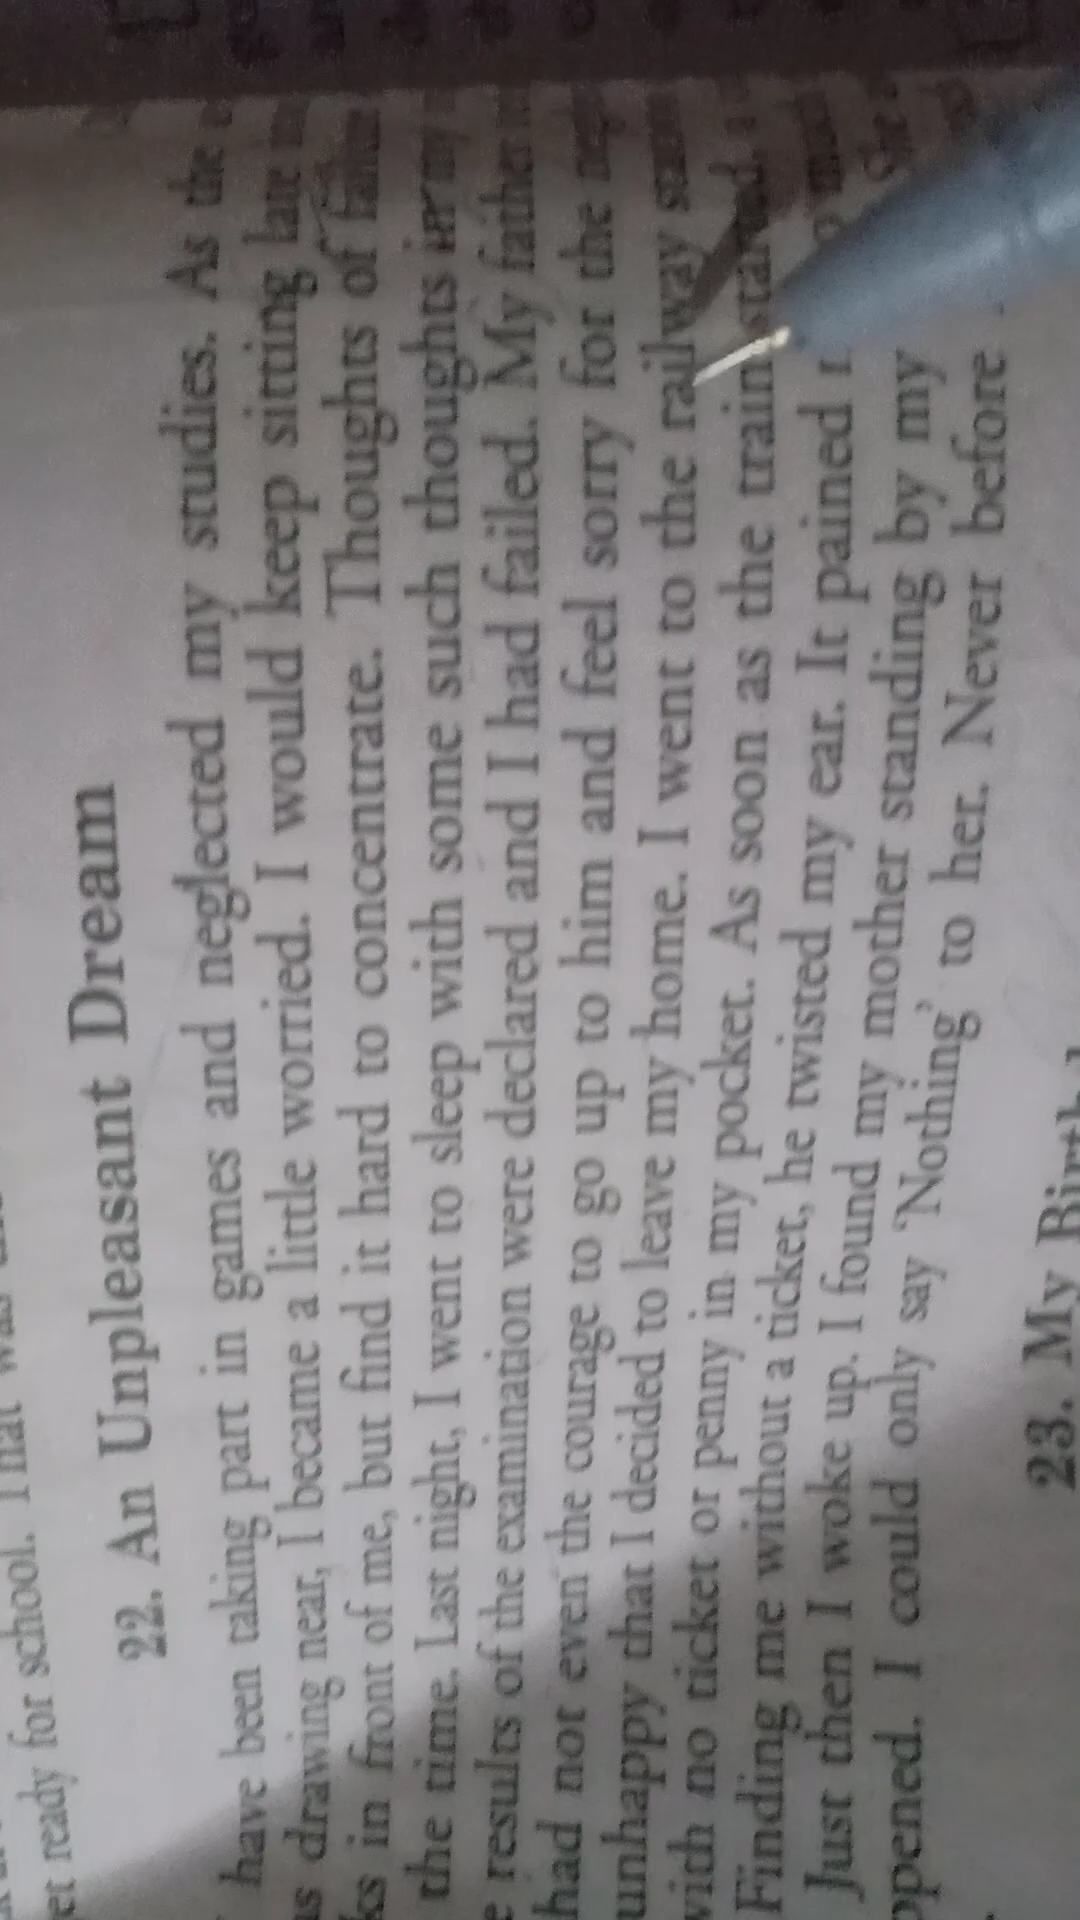 get ready for school. That was
22. An Unpleasant Dream
have been taking part in games and neglected my studies. As the
drawing near, I became a little worried. I would keep sitting late
in front of me, but find it hard to concentrate. Thoughts of
the time. Last night, I went to sleep with some such thoughts in my
results of the examination were declared and I had failed. My father
had not even the courage to go up to him and feel sorry for the
unhappy that I decided to leave my home. I went to the railway
with no ticket or penny in my pocket. As soon as the train started, a
Finding me without a ticket, he twisted my ear. It pained
Just then I woke up. I found my mother standing by my
I could only say 'Nothing' to her. Never before
23. My